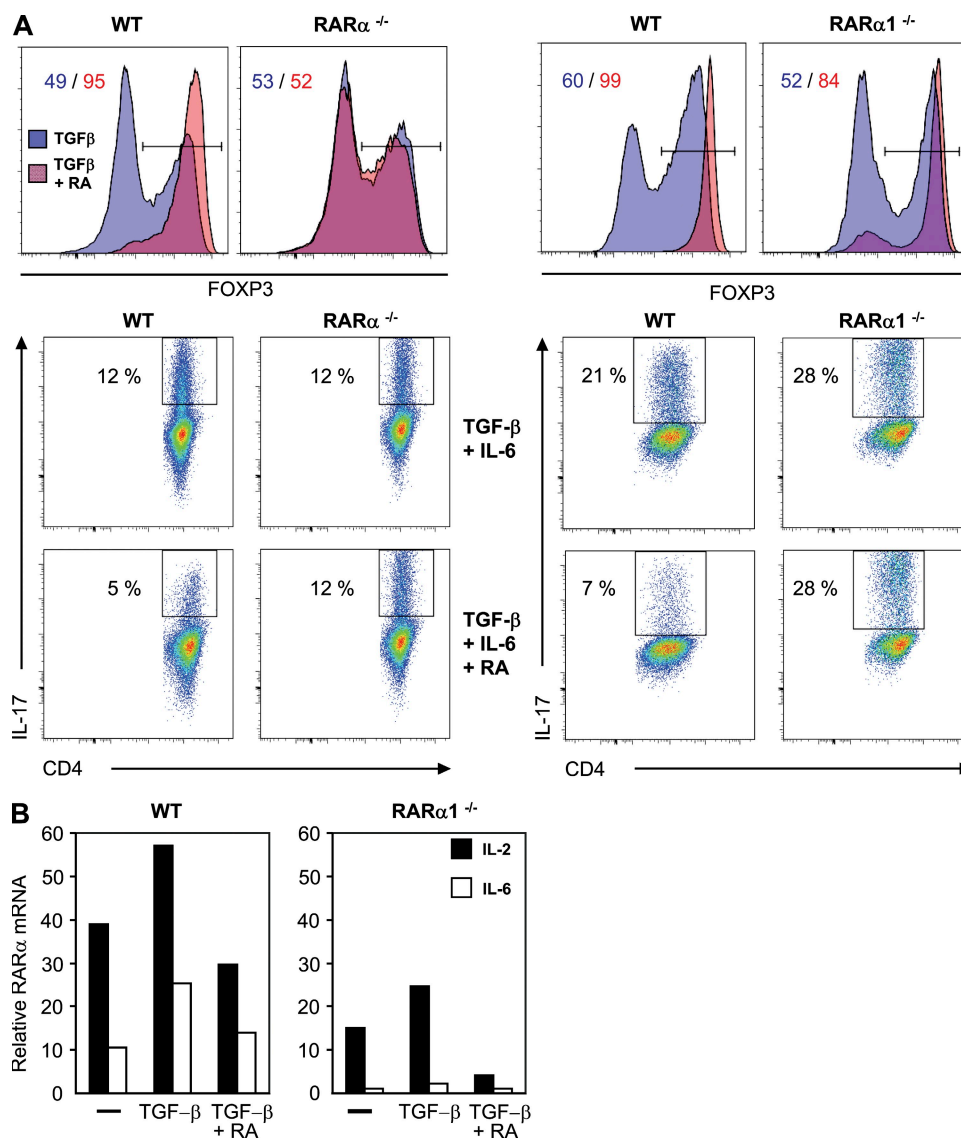 A
WT
RARα -/-
WT
RARα1 -/-
49 / 95
53 / 52
60 / 99
52 / 84
TGFβ
TGFβ
+ RA
FOXP3
FOXP3
WT
RARα -/-
WT
RARα1 -/-
12 %
12 %
21 %
28 %
TGF-β
+ IL-6
5 %
12 %
7 %
28 %
TGF-β
+ IL-6
+ RA
IL-17
IL-17
CD4
CD4
B
WT
RARα1 -/-
Relative RARα mRNA
60
50
40
30
20
10
0
60
50
40
30
20
10
0
IL-2
IL-6
– TGF–β TGF–β
+ RA
– TGF–β TGF–β
+ RA